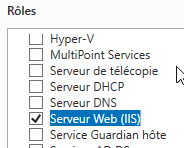 Rôles
Hyper-V
MultiPoint Services
Serveur de télécopie
Serveur DHCP
Serveur DNS
Serveur Web (IIS)
Service Guardian hôte